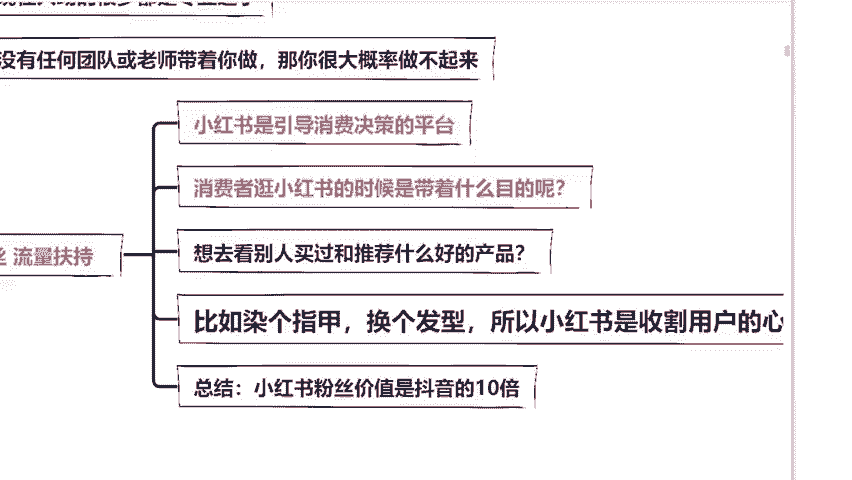 没有任何团队或老师带着你做，那你很大概率做不起来
小红书是引导消费决策的平台
消费者逛小红书的时候是带着什么目的呢？
流量扶持
想去看别人买过和推荐什么好的产品？
比如染个指甲，换个发型，所以小红书是收割用户的心
总结：小红书粉丝价值是抖音的10倍